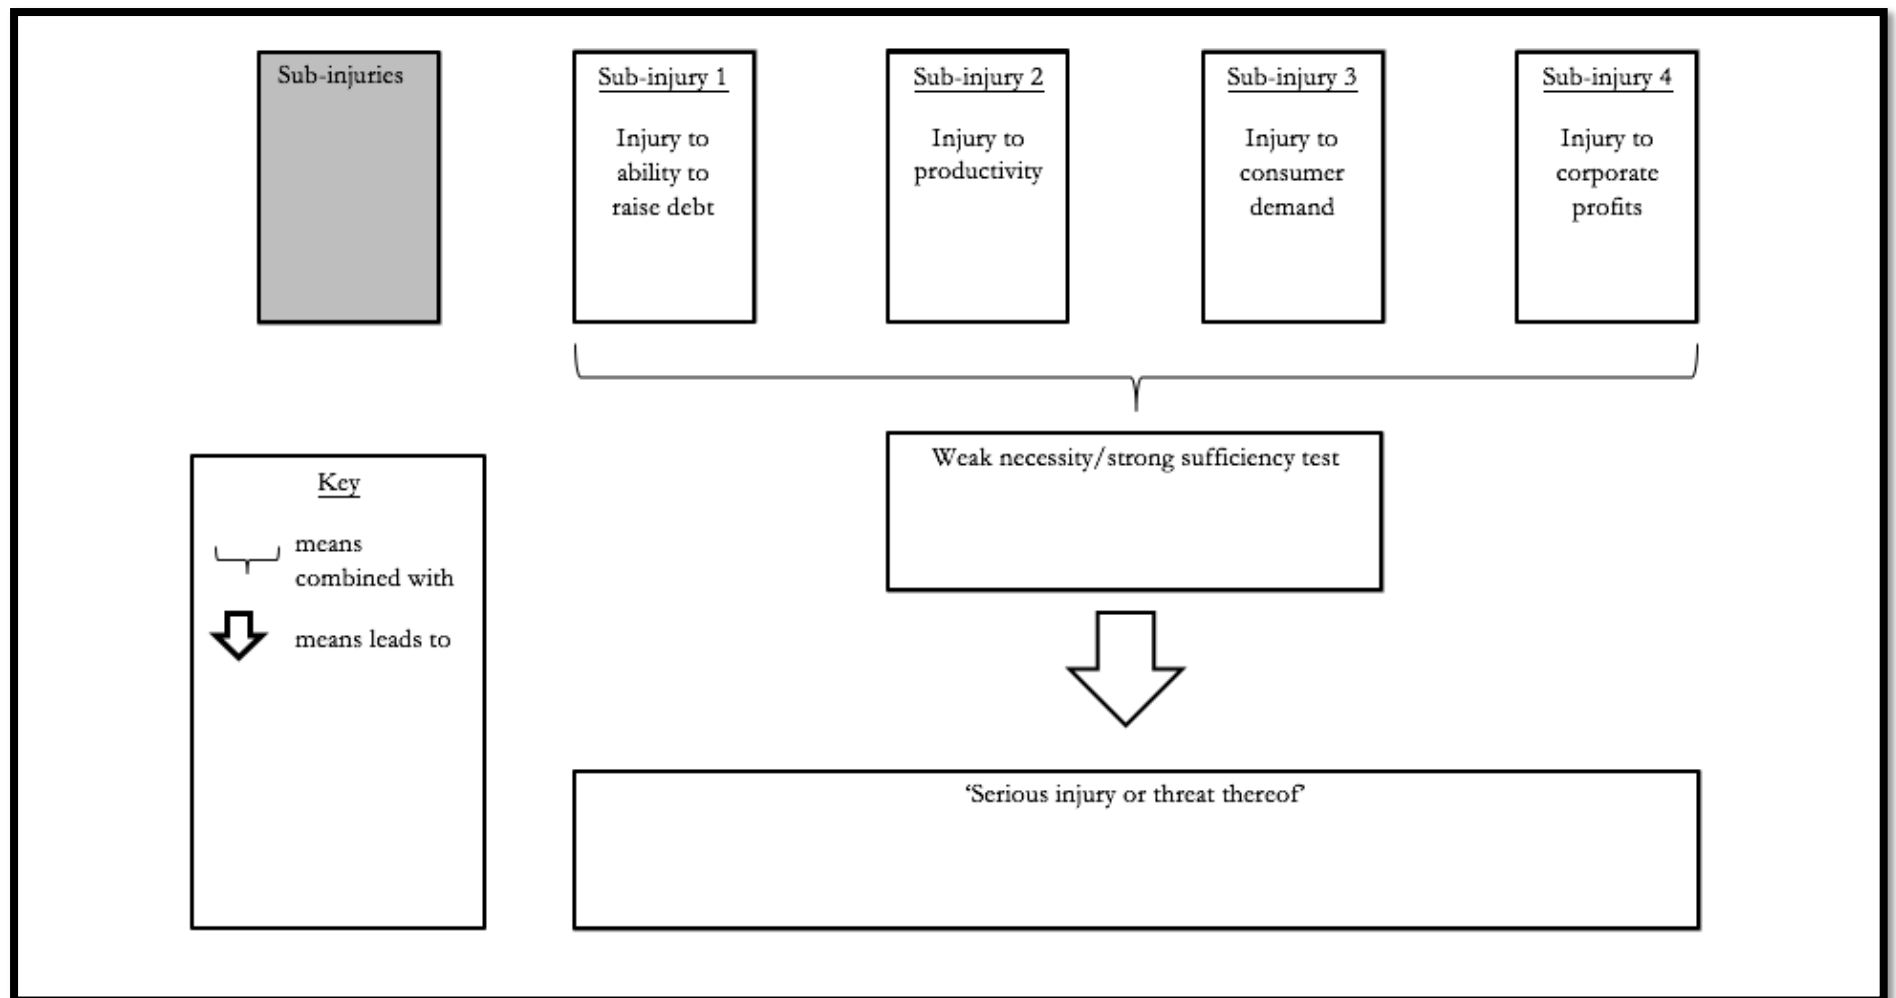 Sub-injuries
Sub-injury 1
Injury to
ability to
raise debt
Sub-injury 2
Injury to
productivity
Sub-injury 3
Injury to
consumer
demand
Sub-injury 4
Injury to
corporate
profits
Weak necessity/strong sufficiency test
Key
means
combined with
means leads to
‘Serious injury or threat thereof’